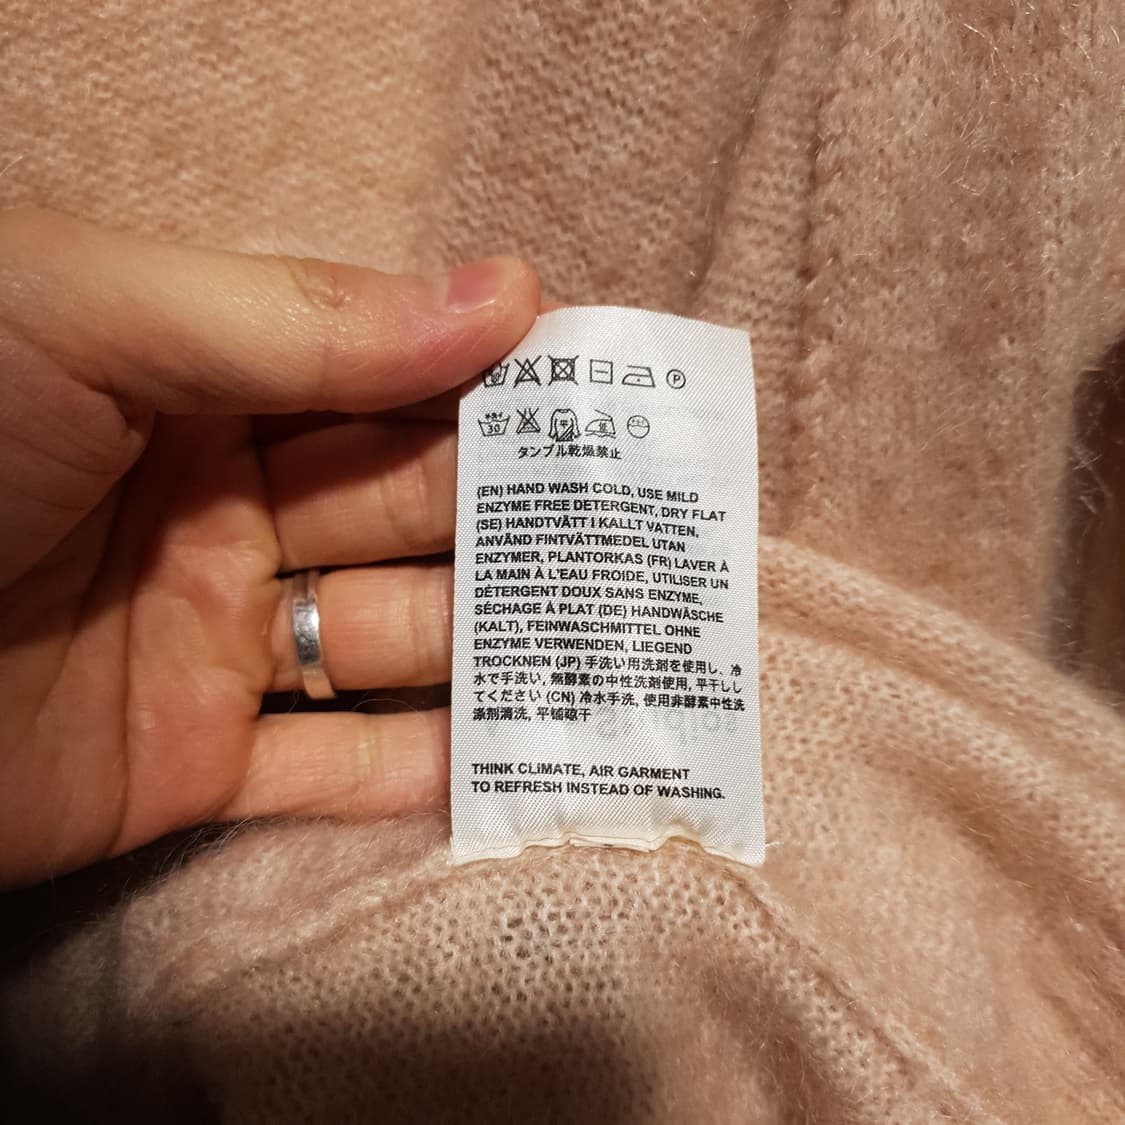 P
手洗イ
30
平
タンブル乾燥禁止
(EN) HAND WASH COLD, USE MILD
ENZYME FREE DETERGENT, DRY FLAT
(SE) HANDTVÄTT I KALLT VATTEN,
ANVÄND FINTVÄTTMEDEL UTAN
ENZYMER, PLANTORKAS (FR) LAVER À
LA MAIN À L'EAU FROIDE, UTILISER UN
DÉTERGENT DOUX SANS ENZYME,
SÉCHAGE À PLAT (DE) HANDWÄSCHE
(KALT), FEINWASCHMITTEL OHNE
ENZYME VERWENDEN, LIEGEND
TROCKNEN (JP) 手洗い用洗剤を使用し、冷
水で手洗い, 無酵素の中性洗剤使用, 平干しし
てください (CN) 冷水手洗, 使用非酵素中性洗
涤剂清洗, 平铺晾干
THINK CLIMATE, AIR GARMENT
TO REFRESH INSTEAD OF WASHING.